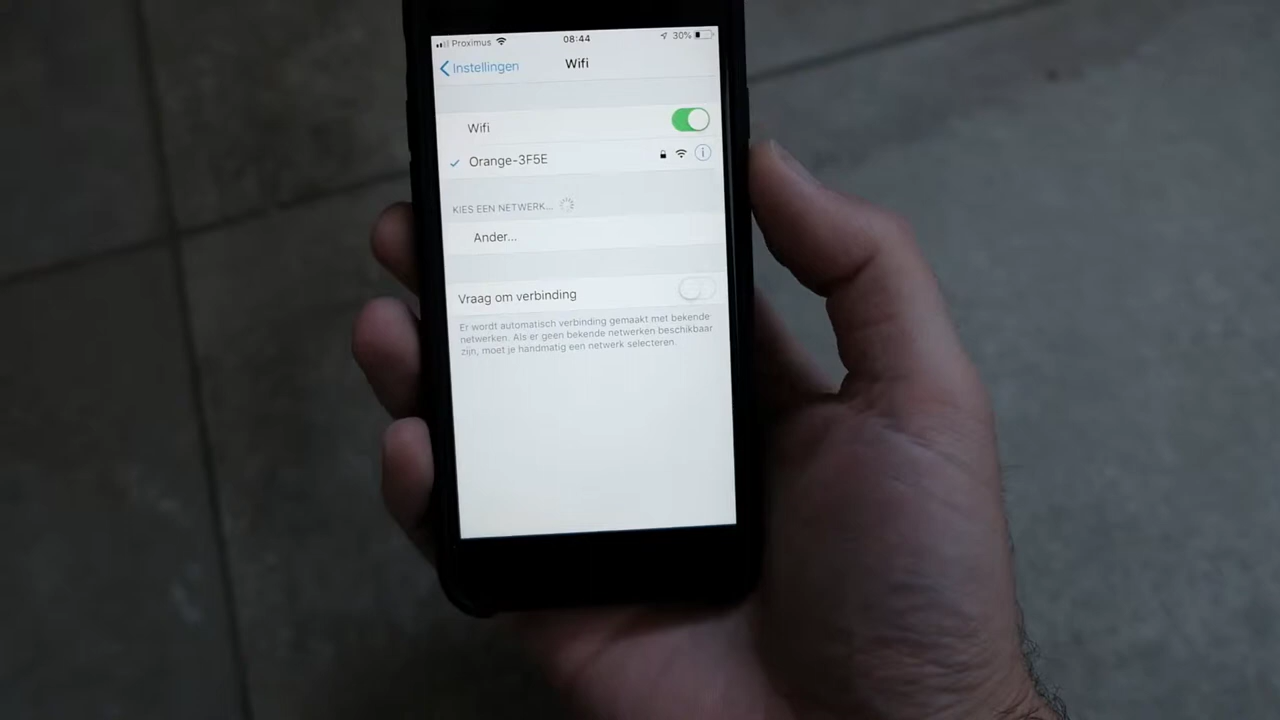 Proximus 08:44 30%
Instellingen Wifi
Wifi
Orange-3F5E
KIES EEN NETWERK...
Ander...
Vraag om verbinding
Er wordt automatisch verbinding gemaakt met bekende
netwerken. Als er geen bekende netwerken beschikbaar
zijn, moet je handmatig een netwerk selecteren.